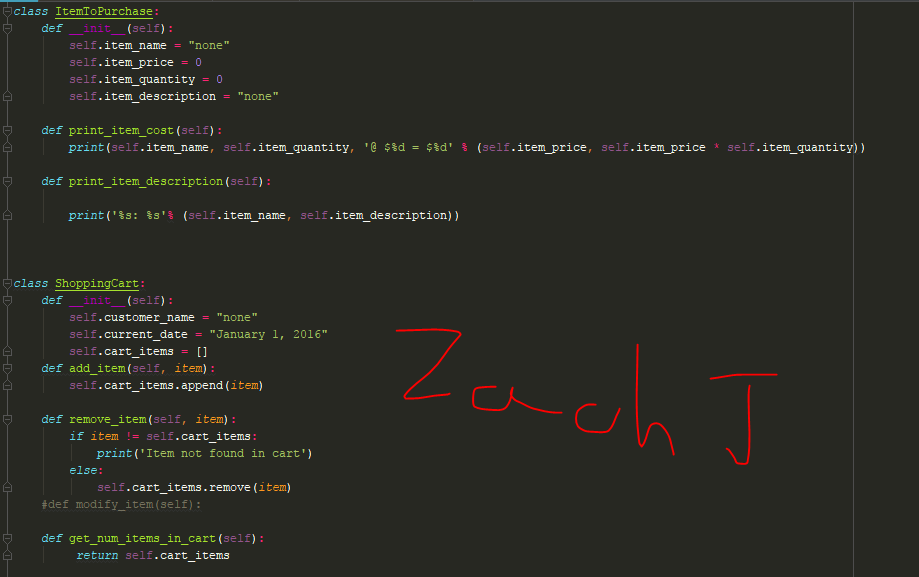 class ItemToPurchase:
    def __init__(self):
        self.item_name = "none"
        self.item_price = 0
        self.item_quantity = 0
        self.item_description = "none"
    def print_item_cost(self):
        print(self.item_name, self.item_quantity, '@ $%d = $%d' % (self.item_price, self.item_price * self.item_quantity))
    def print_item_description(self):
        print('%s: %s'% (self.item_name, self.item_description))
class ShoppingCart:
    def __init__(self):
        self.customer_name = "none"
        self.current_date = "January 1, 2016"
        self.cart_items = []
    def add_item(self, item):
        self.cart_items.append(item)
Zach J
    def remove_item(self, item):
        if item != self.cart_items:
            print('Item not found in cart')
        else:
            self.cart_items.remove(item)
    #def modify_item(self):
    def get_num_items_in_cart(self):
         return self.cart_items